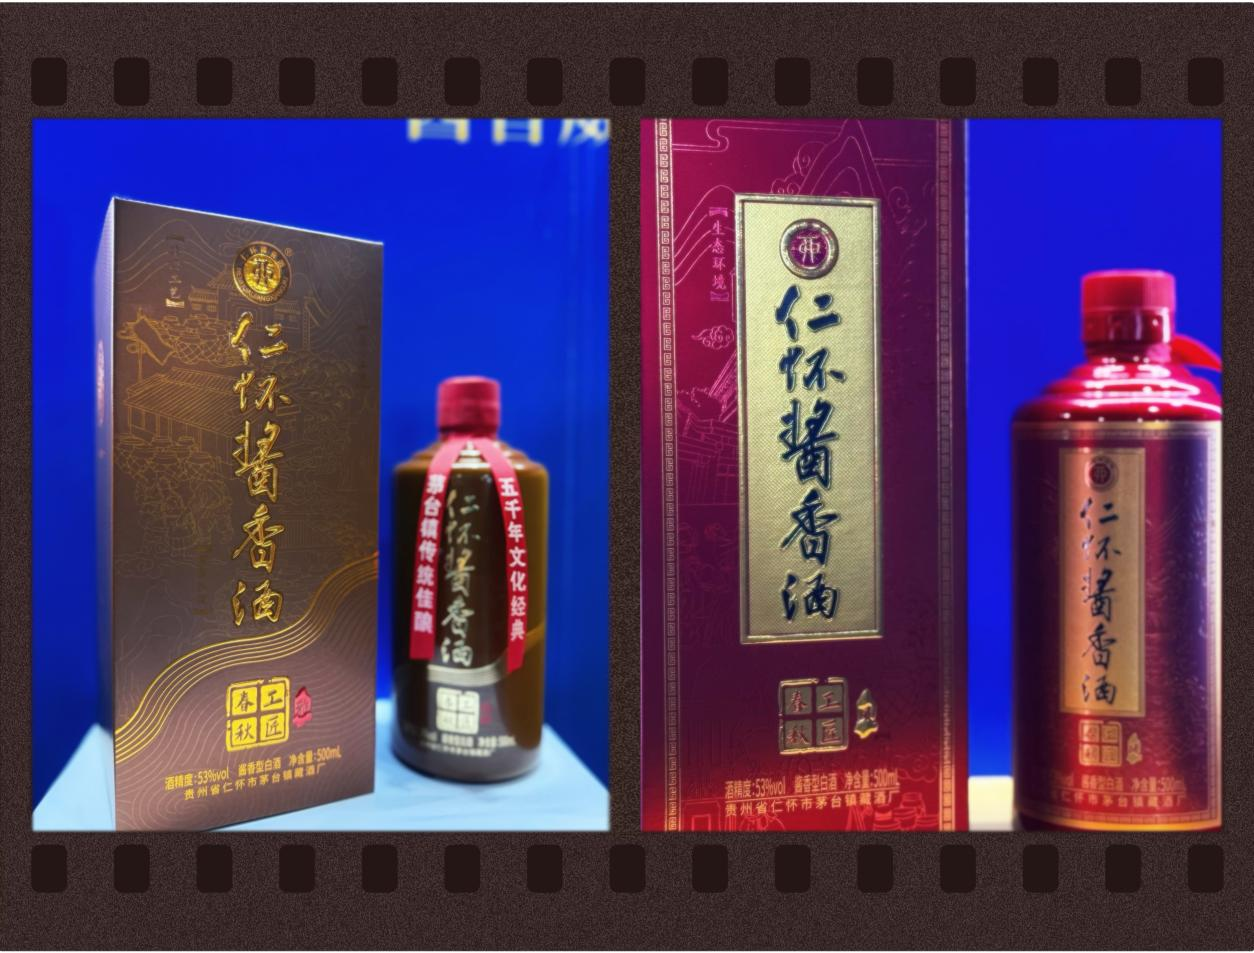 仁怀酱香酒
春秋
工匠
酒精度:53%vol 酱香型白酒 净含量:500mL
贵州省仁怀市茅台镇藏酒厂
茅台镇传统佳酿
五千年文化经典
仁怀酱香酒
【生态环境】
仁怀酱香酒
春秋
工匠
酒精度:53%vol 酱香型白酒 净含量:500mL
贵州省仁怀市茅台镇藏酒厂
仁怀酱香酒
酱香型白酒